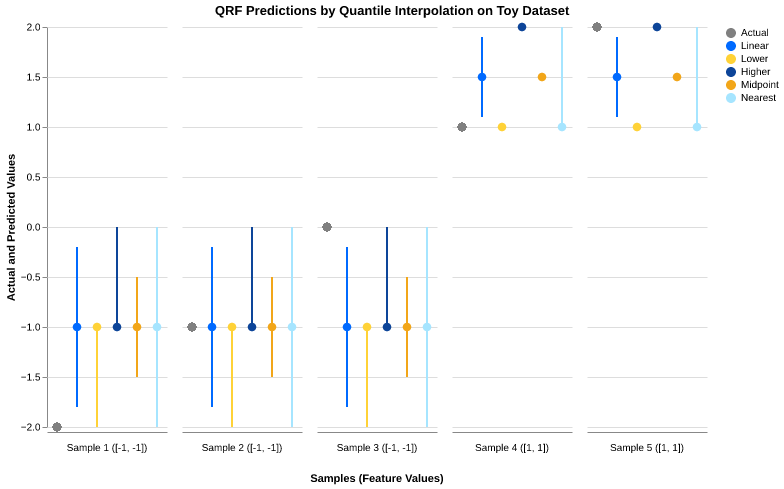 QRF Predictions by Quantile Interpolation on Toy Dataset
Actual and Predicted Values
2.0
1.5
1.0
0.5
0.0
−0.5
−1.0
−1.5
−2.0
Sample 1 ([-1, -1])
Sample 2 ([-1, -1])
Sample 3 ([-1, -1])
Sample 4 ([1, 1])
Sample 5 ([1, 1])
Samples (Feature Values)
Actual
Linear
Lower
Higher
Midpoint
Nearest